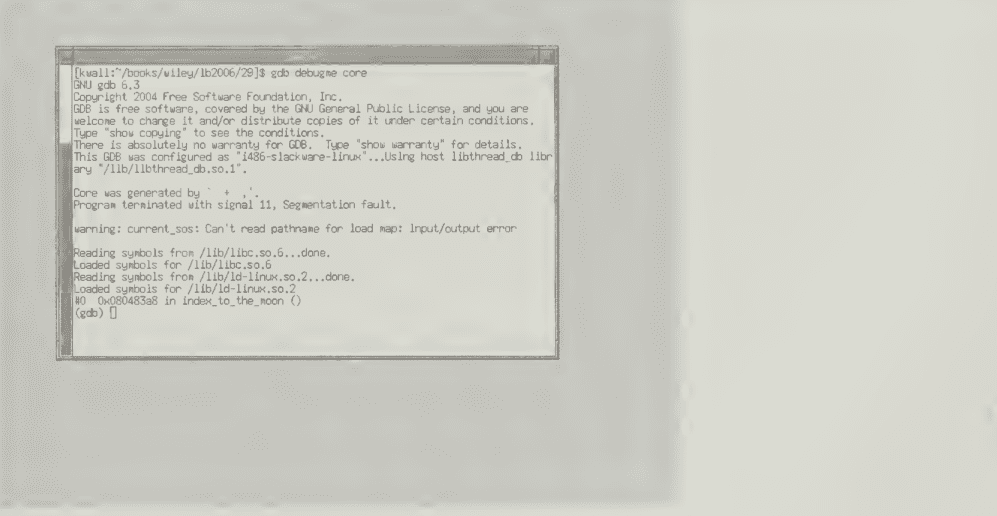 [kwall:~/books/wiley/lb2006/29]$ gdb debugme core
GNU gdb 6.3
Copyright 2004 Free Software Foundation, Inc.
GDB is free software, covered by the GNU General Public License, and you are
welcome to change it and/or distribute copies of it under certain conditions.
Type "show copying" to see the conditions.
There is absolutely no warranty for GDB.  Type "show warranty" for details.
This GDB was configured as "i486-slackware-linux"...Using host libthread_db libr
ary "/lib/libthread_db.so.1".
Core was generated by `  +  ,'.
Program terminated with signal 11, Segmentation fault.
warning: current_sos: Can't read pathname for load map: Input/output error
Reading symbols from /lib/libc.so.6...done.
Loaded symbols for /lib/libc.so.6
Reading symbols from /lib/ld-linux.so.2...done.
Loaded symbols for /lib/ld-linux.so.2
#0  0x080483a8 in index_to_the_moon ()
(gdb)